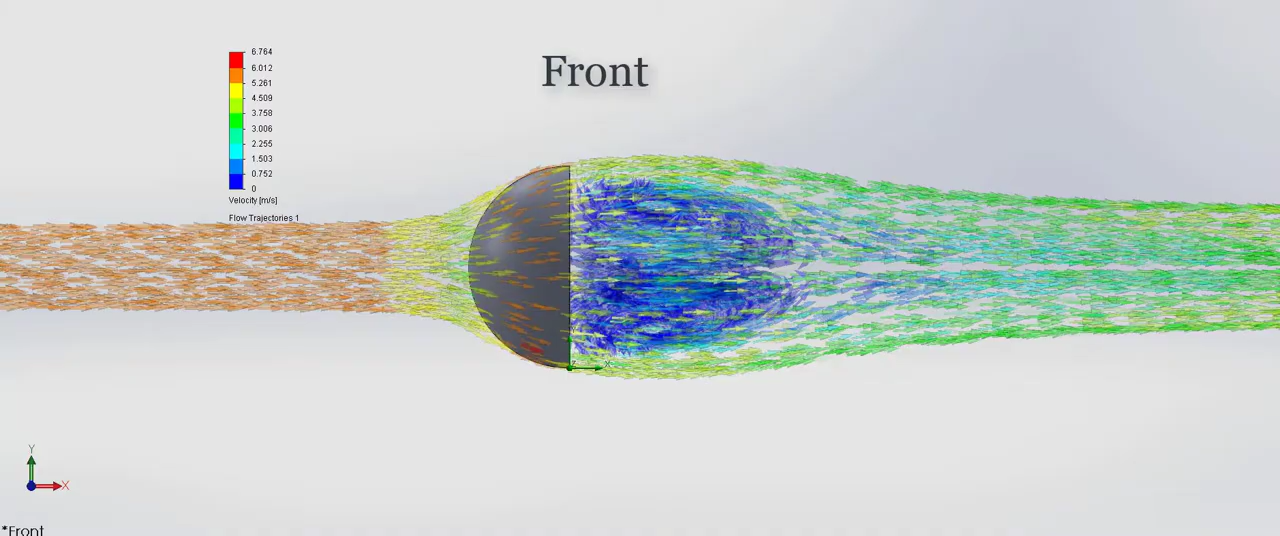 Front
6.764
6.012
5.261
4.509
3.758
3.006
2.255
1.503
0.752
0
Velocity [m/s]
Flow Trajectories 1
X
Y
X
*Front